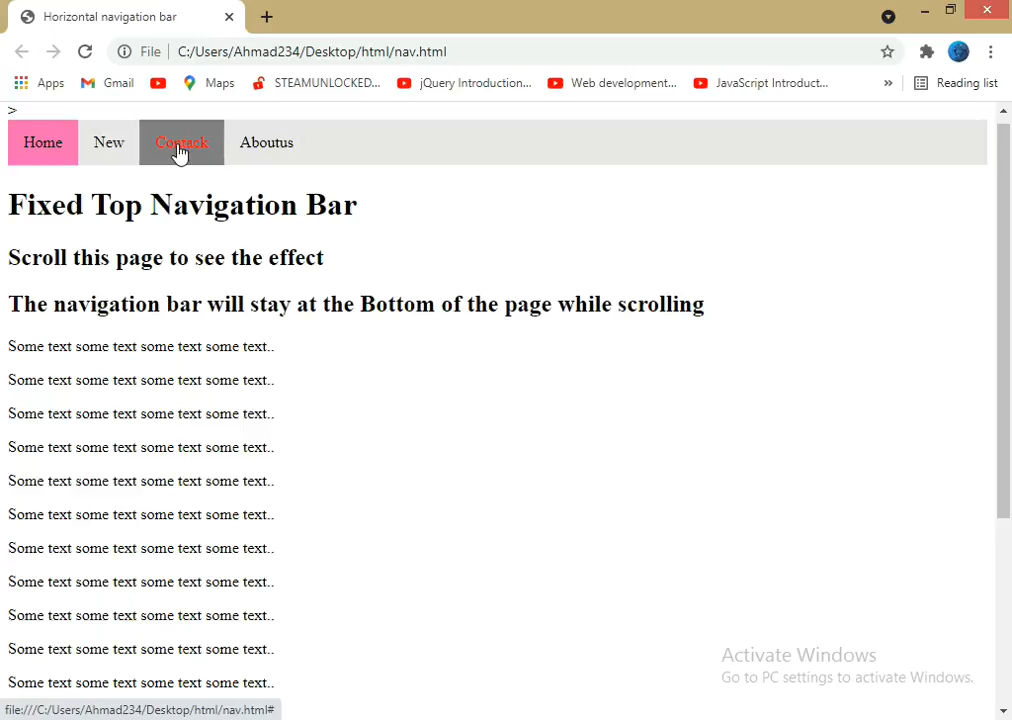 Horizontal navigation bar
File C:/Users/Ahmad234/Desktop/html/nav.html
Apps Gmail Maps STEAMUNLOCKED... jQuery Introduction... Web development... JavaScript Introduct... » Reading list
>
Home New Contack Aboutus
Fixed Top Navigation Bar
Scroll this page to see the effect
The navigation bar will stay at the Bottom of the page while scrolling
Some text some text some text some text..
Some text some text some text some text..
Some text some text some text some text..
Some text some text some text some text..
Some text some text some text some text..
Some text some text some text some text..
Some text some text some text some text..
Some text some text some text some text..
Some text some text some text some text..
Some text some text some text some text..
Some text some text some text some text..
Activate Windows
Go to PC settings to activate Windows.
file:///C:/Users/Ahmad234/Desktop/html/nav.html#